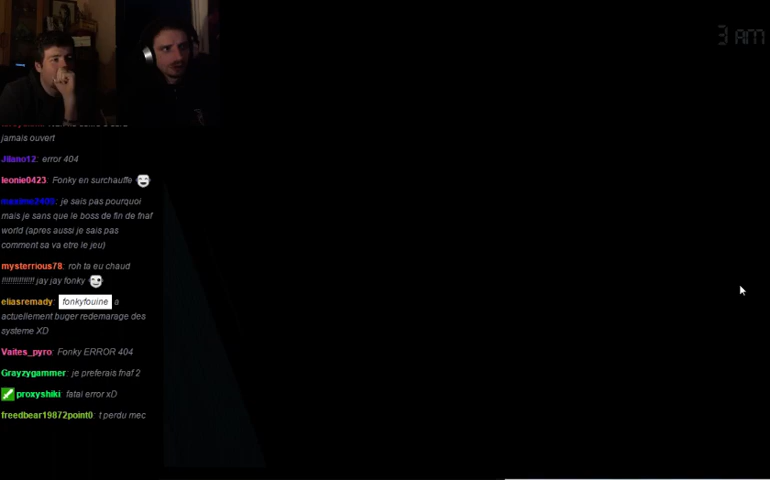 3 AM
jamais ouvert
Jilano12: error 404
leonie0423: Fonky en surchauffe
je sais pas pourquoi
mais je sans que le boss de fin de fnaf
world (apres aussi je sais pas
comment sa va etre le jeu)
mysterrious78: roh ta eu chaud
!!!!!!!!!!!!!!! jay jay fonky
eliasremady: fonkyfouine a
actuellement buger redemarage des
systeme XD
Vaites_pyro: Fonky ERROR 404
Grayzygammer: je preferais fnaf 2
proxyshiki: fatal error xD
freedbear19872point0: t perdu mec